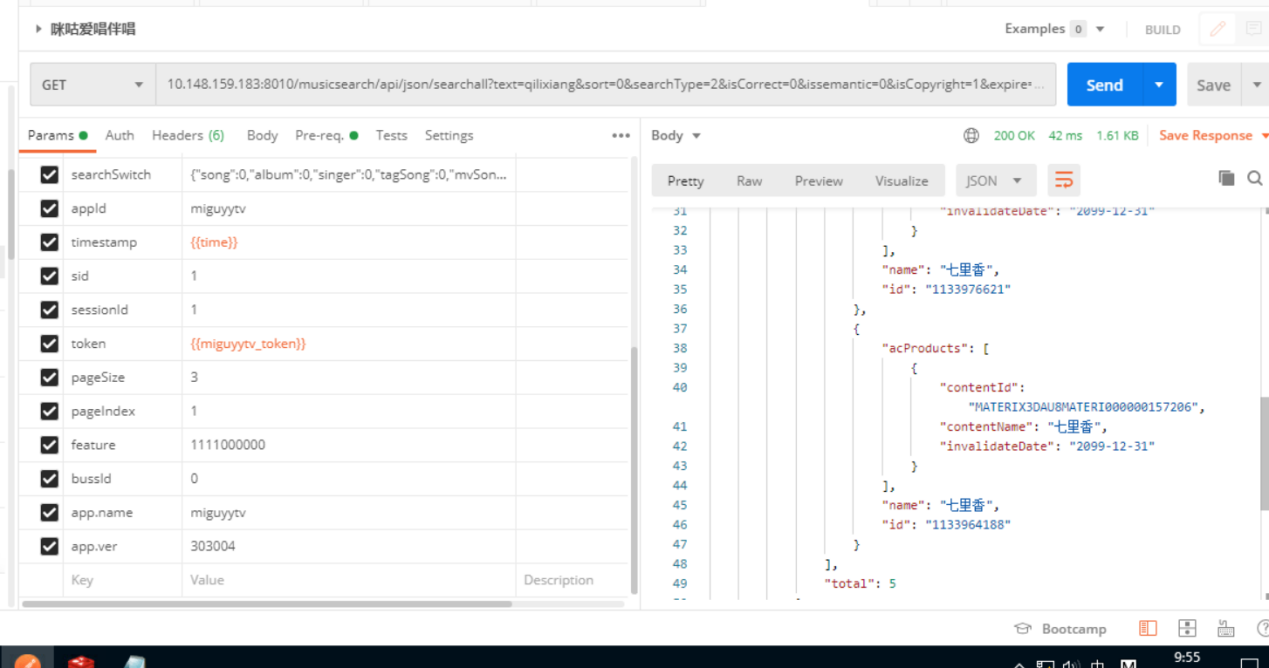 咪咕爱唱伴唱
Examples 0
BUILD
GET
10.148.159.183:8010/musicsearch/api/json/searchall?text=qilixiang&sort=0&searchType=2&isCorrect=0&issemantic=0&isCopyright=1&expire= ...
Send
Save
Params Auth Headers (6) Body Pre-req. Tests Settings
searchSwitch {"song":0,"album":0,"singer":0,"tagSong":0,"mvSon...
appId miguyytv
timestamp {{time}}
sid 1
sessionId 1
token {{miguyytv_token}}
pageSize 3
pageIndex 1
feature 1111000000
bussId 0
app.name miguyytv
app.ver 303004
Key Value Description
Body
200 OK 42 ms 1.61 KB Save Response
Pretty Raw Preview Visualize JSON
31 "invalidateDate": "2099-12-31"
32 }
33 ],
34 "name": "七里香",
35 "id": "1133976621"
36 },
37 {
38 "acProducts": [
39 {
40 "contentId":
"MATERIX3DAU8MATERI000000157206",
41 "contentName": "七里香",
42 "invalidateDate": "2099-12-31"
43 }
44 ],
45 "name": "七里香",
46 "id": "1133964188"
47 }
48 ],
49 "total": 5
Bootcamp
中 M 9:55